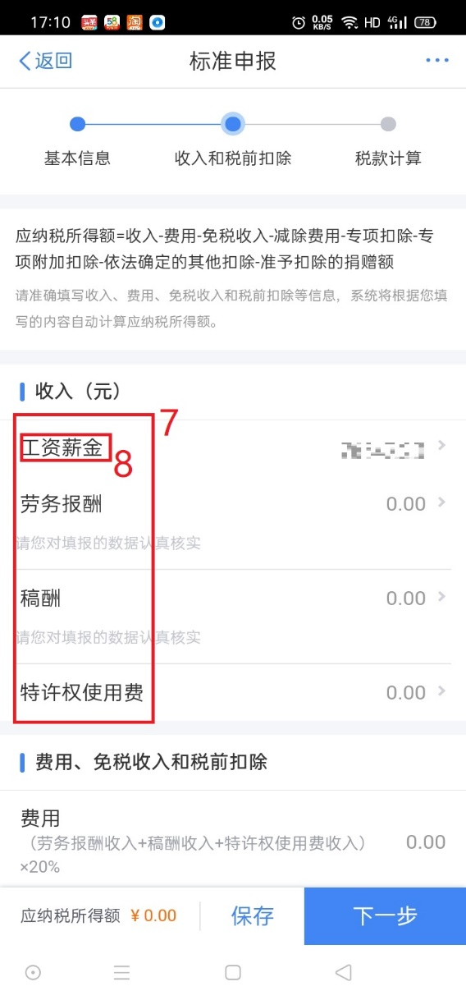 17:10
头条
58
淘
0.05
KB/S
HD
4G
78
返回
标准申报
基本信息
收入和税前扣除
税款计算
应纳税所得额=收入-费用-免税收入-减除费用-专项扣除-专
项附加扣除-依法确定的其他扣除-准予扣除的捐赠额
请准确填写收入、费用、免税收入和税前扣除等信息，系统将根据您填
写的内容自动计算应纳税所得额。
收入（元）
7
工资薪金
8
劳务报酬 0.00
请您对填报的数据认真核实
稿酬 0.00
请您对填报的数据认真核实
特许权使用费 0.00
费用、免税收入和税前扣除
费用
（劳务报酬收入+稿酬收入+特许权使用费收入） 0.00
×20%
应纳税所得额 ¥ 0.00 保存 下一步